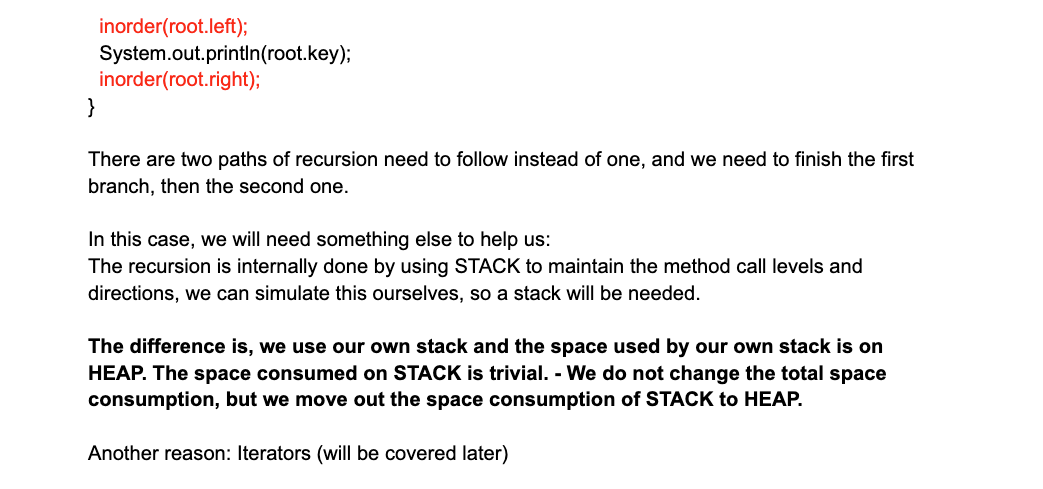 inorder(root.left);
System.out.println(root.key);
inorder(root.right);
}
There are two paths of recursion need to follow instead of one, and we need to finish the first
branch, then the second one.
In this case, we will need something else to help us:
The recursion is internally done by using STACK to maintain the method call levels and
directions, we can simulate this ourselves, so a stack will be needed.
The difference is, we use our own stack and the space used by our own stack is on
HEAP. The space consumed on STACK is trivial. - We do not change the total space
consumption, but we move out the space consumption of STACK to HEAP.
Another reason: Iterators (will be covered later)